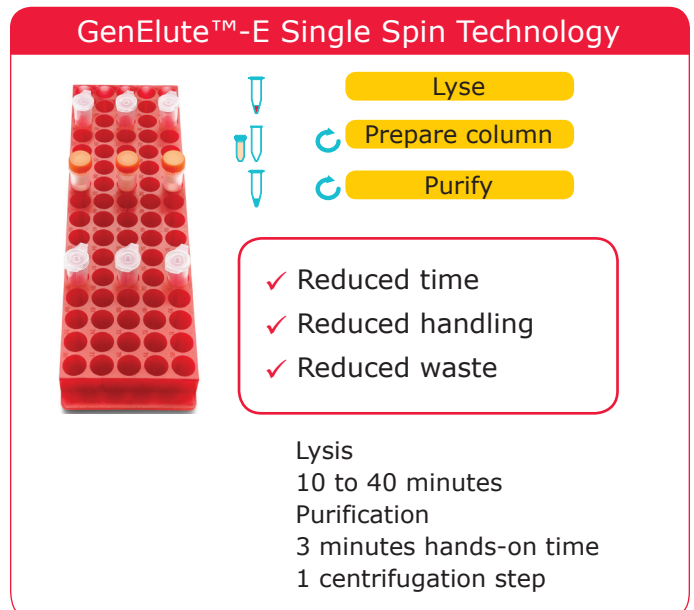 GenElute™-E Single Spin Technology
Lyse
Prepare column
Purify
✓ Reduced time
✓ Reduced handling
✓ Reduced waste
Lysis
10 to 40 minutes
Purification
3 minutes hands-on time
1 centrifugation step